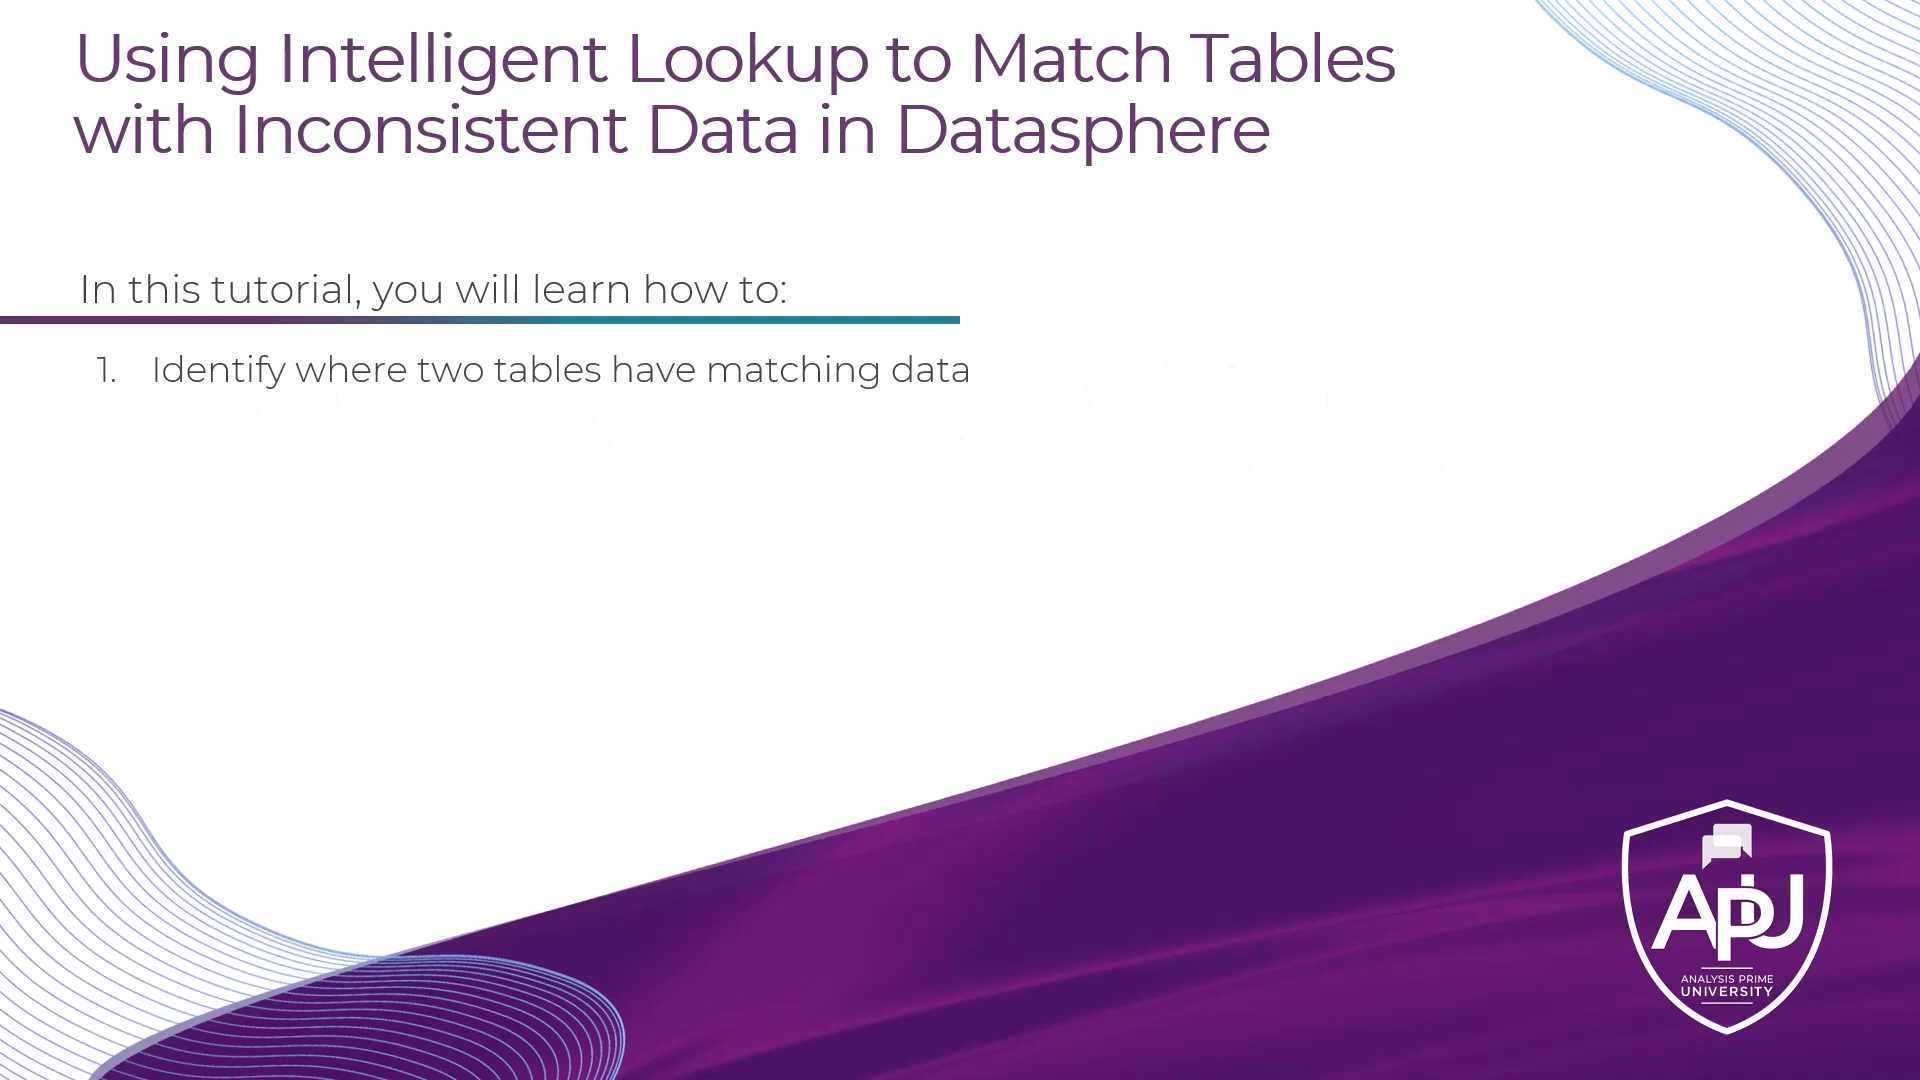 Using Intelligent Lookup to Match Tables
with Inconsistent Data in Datasphere
In this tutorial, you will learn how to:
1. Identify where two tables have matching data
APU
ANALYSIS PRIME
UNIVERSITY